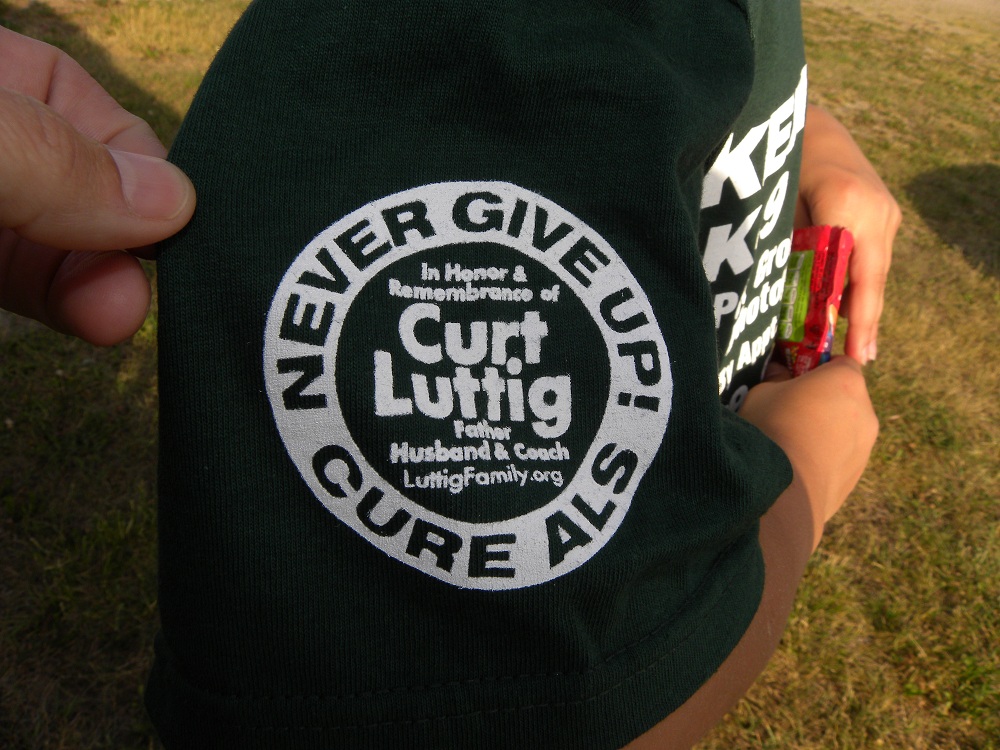 NEVER GIVE UP!
In Honor &
Remembrance of
Curt
Luttig
Father
Husband & Coach
LuttigFamily.org
CURE ALS